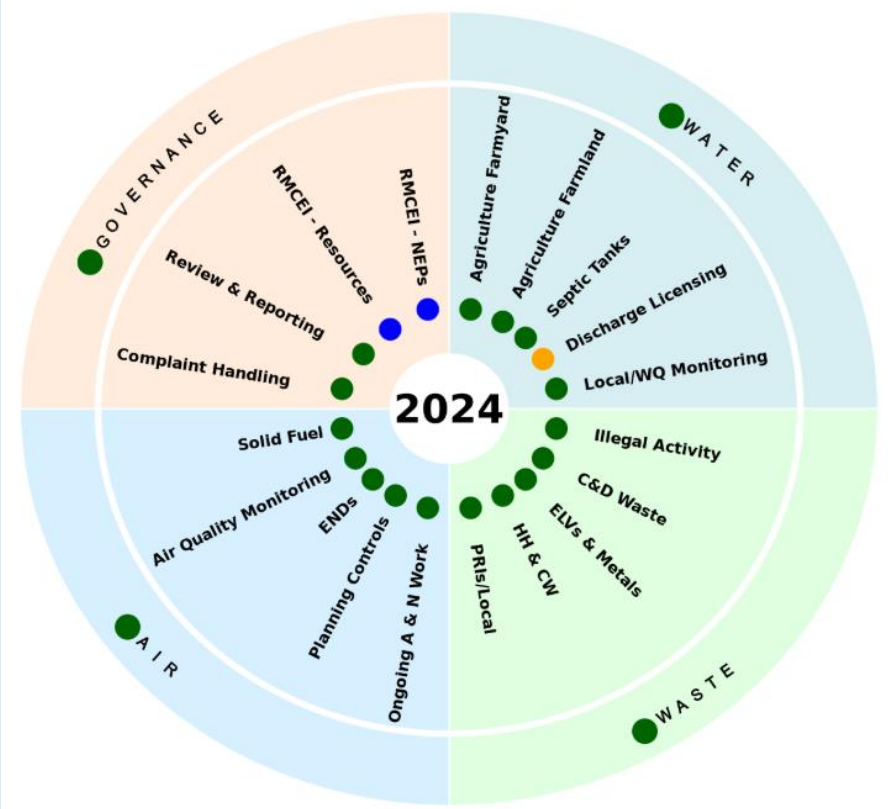 GOVERNANCE
RMCEI - NEPs
RMCEI - Resources
Review & Reporting
Complaint Handling
WATER
Agriculture Farmyard
Agriculture Farmland
Septic Tanks
Discharge Licensing
Local/WQ Monitoring
2024
Solid Fuel
Air Quality Monitoring
ENDs
Planning Controls
Ongoing A & N Work
AIR
Illegal Activity
C&D Waste
ELVs & Metals
HH & CW
PRIs/Local
WASTE